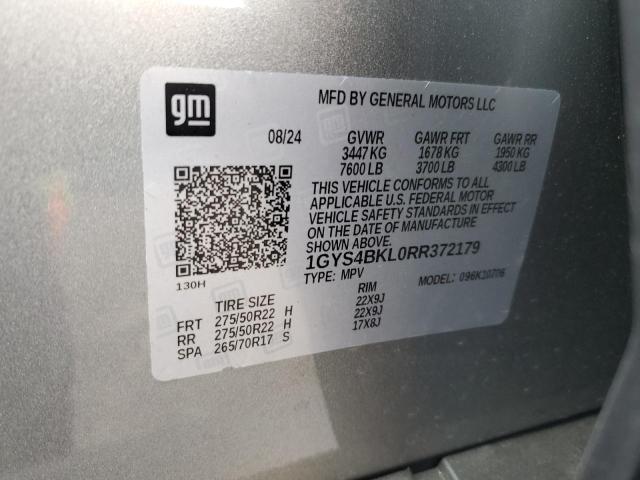 gm
MFD BY GENERAL MOTORS LLC
08/24 GVWR GAWR FRT GAWR RR
3447 KG 1678 KG 1950 KG
7600 LB 3700 LB 4300 LB
THIS VEHICLE CONFORMS TO ALL
APPLICABLE U.S. FEDERAL MOTOR
VEHICLE SAFETY STANDARDS IN EFFECT
ON THE DATE OF MANUFACTURE
SHOWN ABOVE.
1GYS4BKL0RR372179
130H
TYPE: MPV MODEL: 096K10706
TIRE SIZE RIM
FRT 275/50R22 H 22X9J
RR 275/50R22 H 22X9J
SPA 265/70R17 S 17X8J